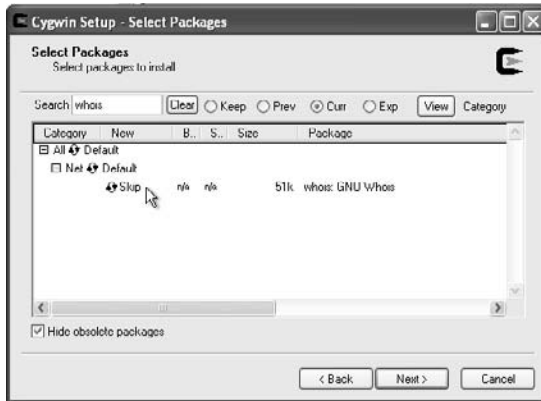 Cygwin Setup - Select Packages
Select Packages
Select packages to install
Search whois Clear Keep Prev Curr Exp View Category
Category New B.. S.. Size Package
All Default
Net Default
Skip n/a n/a 51k whois: GNU Whois
Hide obsolete packages
< Back Next > Cancel